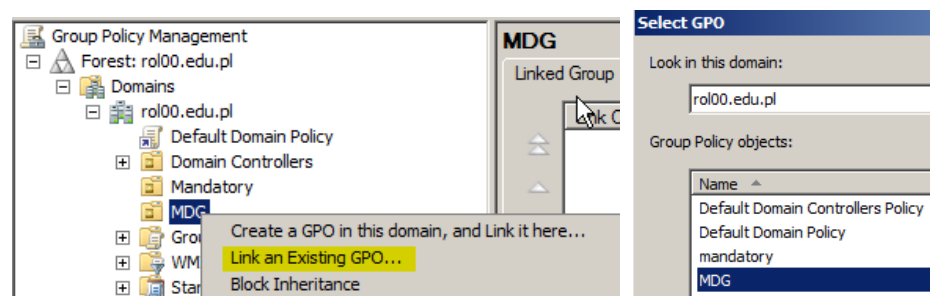 Group Policy Management
Forest: rol00.edu.pl
Domains
rol00.edu.pl
Default Domain Policy
Domain Controllers
Mandatory
MDG
Grou
WM
Star
Create a GPO in this domain, and Link it here...
Link an Existing GPO...
Block Inheritance
MDG
Linked Group
Select GPO
Look in this domain:
rol00.edu.pl
Group Policy objects:
Name
Default Domain Controllers Policy
Default Domain Policy
mandatory
MDG